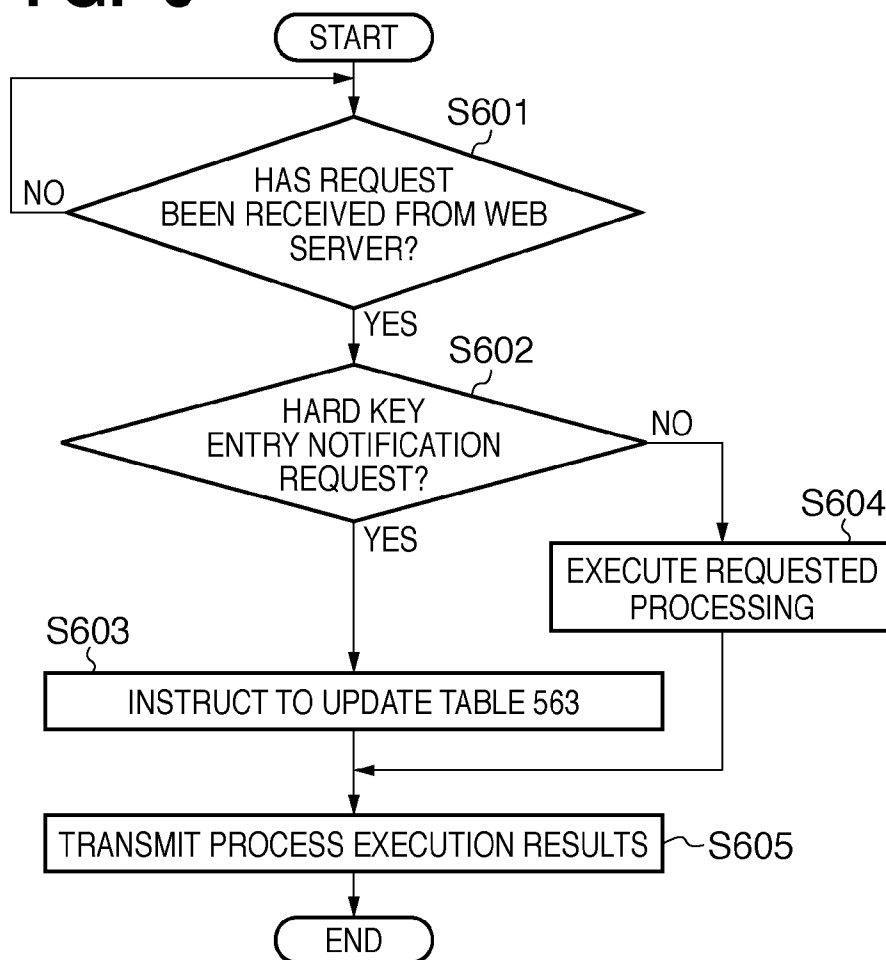 START
S601
HAS REQUEST
BEEN RECEIVED FROM WEB
SERVER?
NO
YES
S602
HARD KEY
ENTRY NOTIFICATION
REQUEST?
NO
YES
S604
EXECUTE REQUESTED
PROCESSING
S603
INSTRUCT TO UPDATE TABLE 563
TRANSMIT PROCESS EXECUTION RESULTS
S605
END